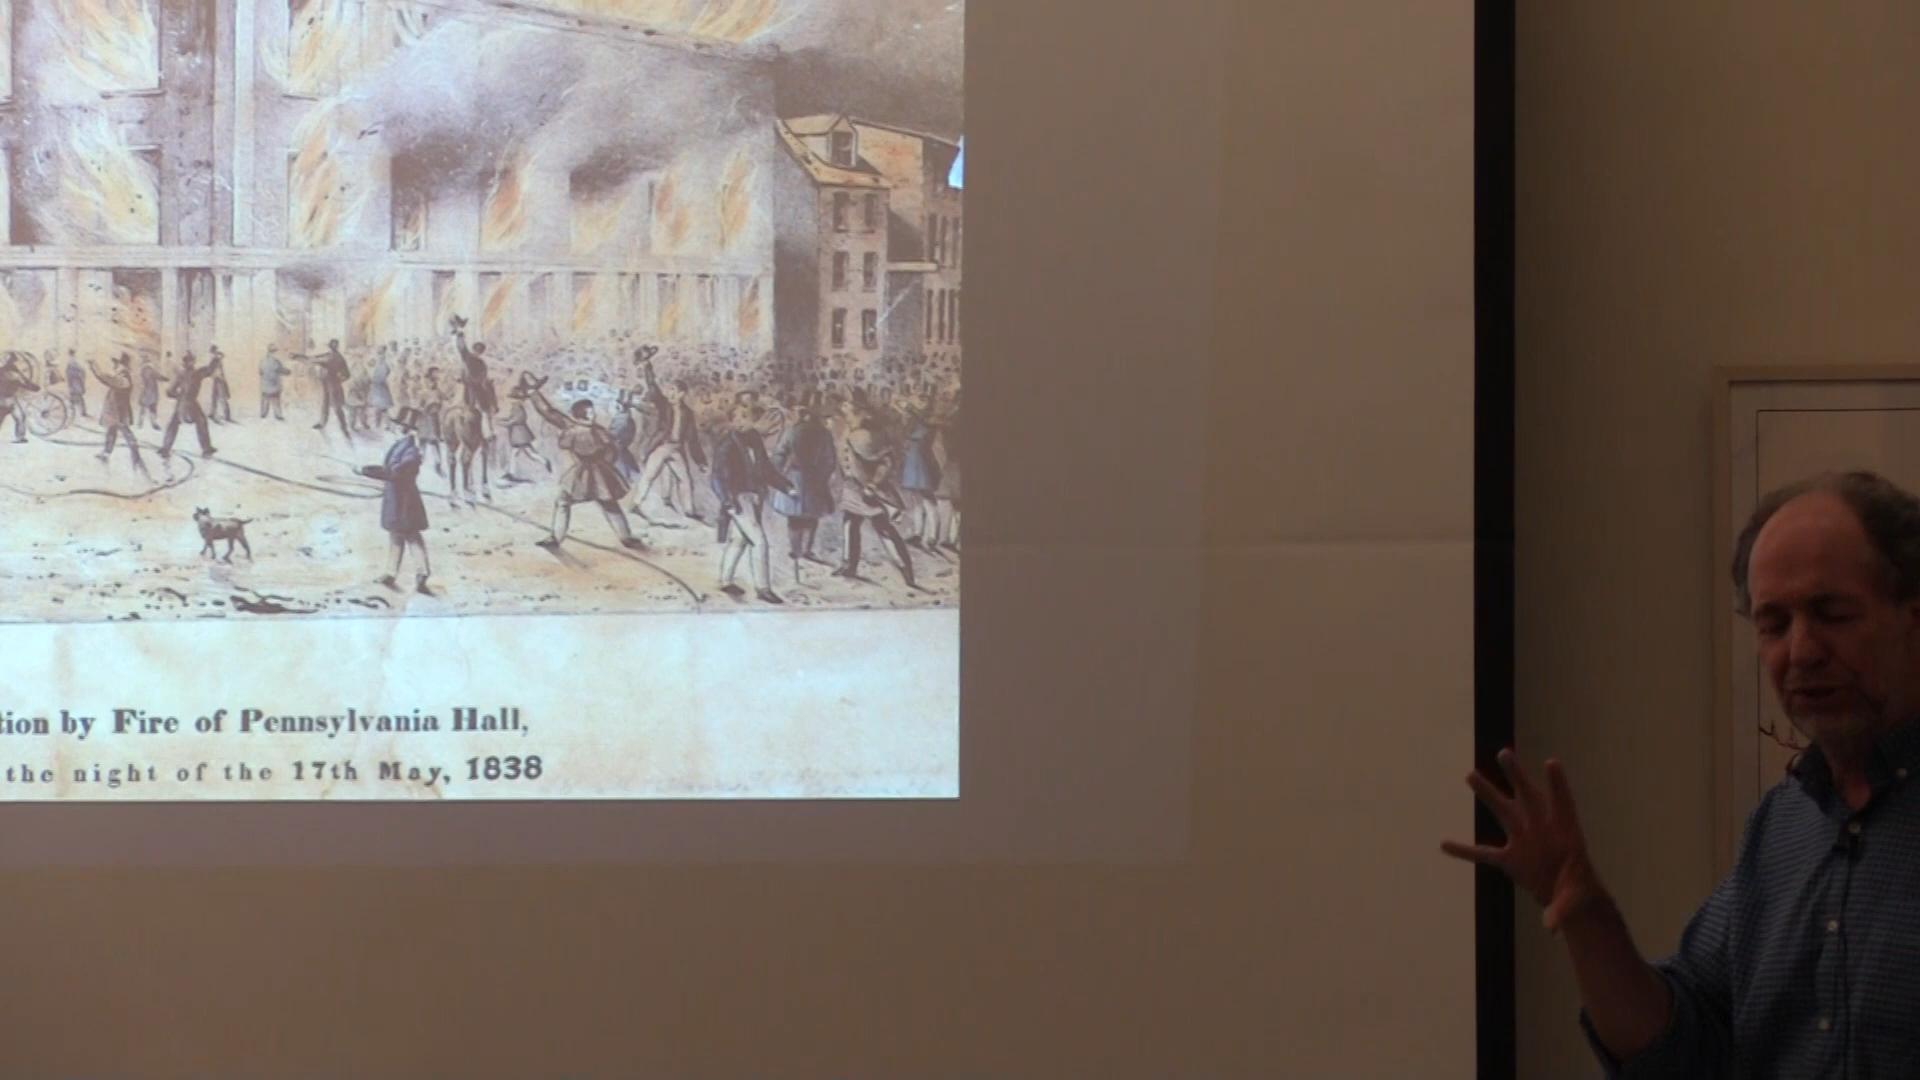 tion by Fire of Pennsylvania Hall,
the night of the 17th May, 1838